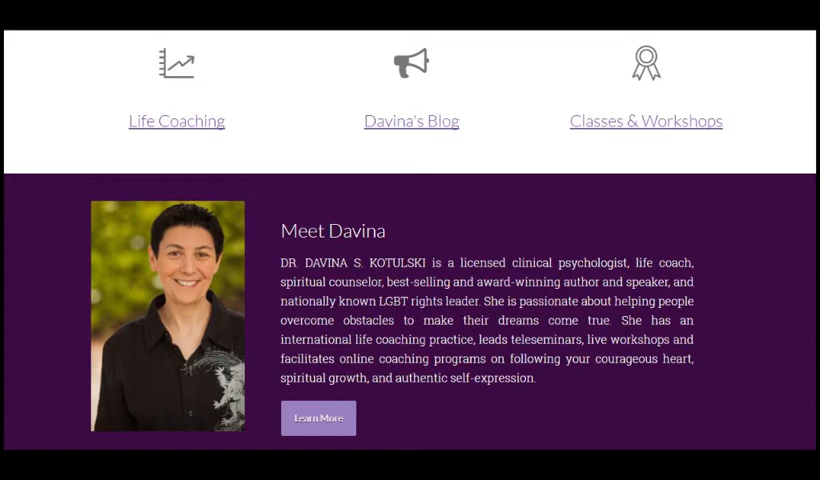 Life Coaching
Davina's Blog
Classes & Workshops
Meet Davina
DR. DAVINA S. KOTULSKI is a licensed clinical psychologist, life coach,
spiritual counselor, best-selling and award-winning author and speaker, and
nationally known LGBT rights leader. She is passionate about helping people
overcome obstacles to make their dreams come true. She has an
international life coaching practice, leads teleseminars, live workshops and
facilitates online coaching programs on following your courageous heart,
spiritual growth, and authentic self-expression.
Learn More